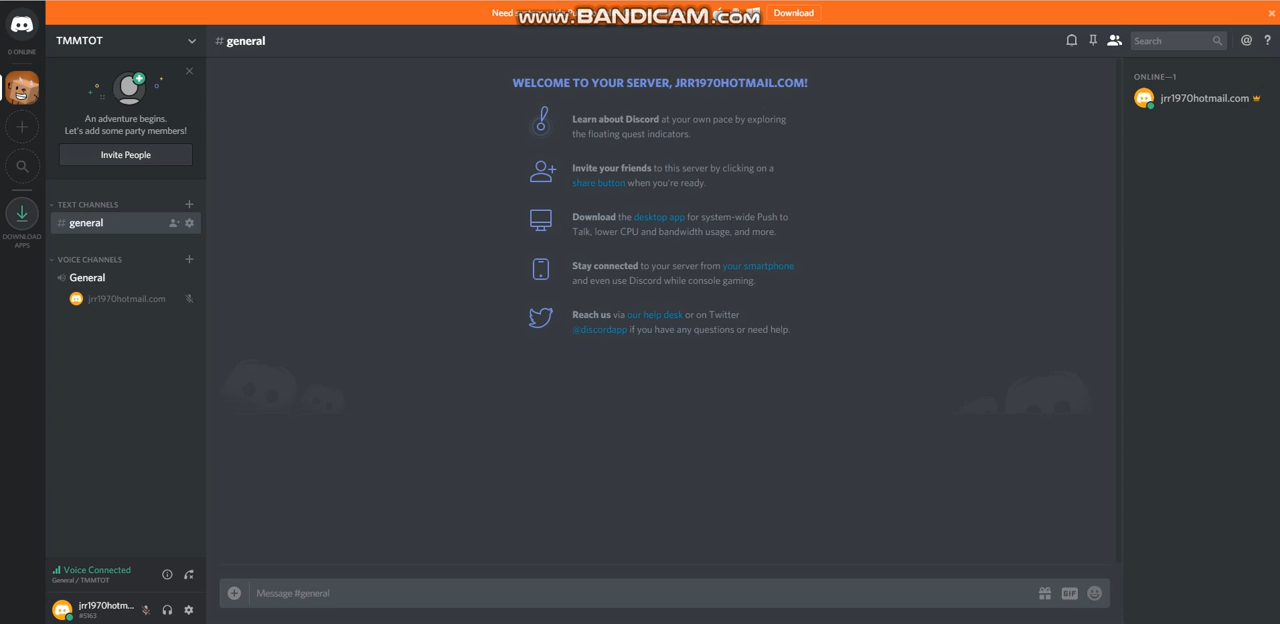 Need
www.BANDICAM.com
Download
0 ONLINE
TMMTOT
# general
Search
@
?
An adventure begins.
Let's add some party members!
Invite People
WELCOME TO YOUR SERVER, JRR1970HOTMAIL.COM!
Learn about Discord at your own pace by exploring
the floating quest indicators.
Invite your friends to this server by clicking on a
share button when you're ready.
Download the desktop app for system-wide Push to
Talk, lower CPU and bandwidth usage, and more.
Stay connected to your server from your smartphone
and even use Discord while console gaming.
Reach us via our help desk or on Twitter
@discordapp if you have any questions or need help.
ONLINE—1
jrr1970hotmail.com
DOWNLOAD
APPS
TEXT CHANNELS
# general
VOICE CHANNELS
General
jrr1970hotmail.com
Voice Connected
General / TMMTOT
jrr1970hotm...
#5163
Message #general
GIF